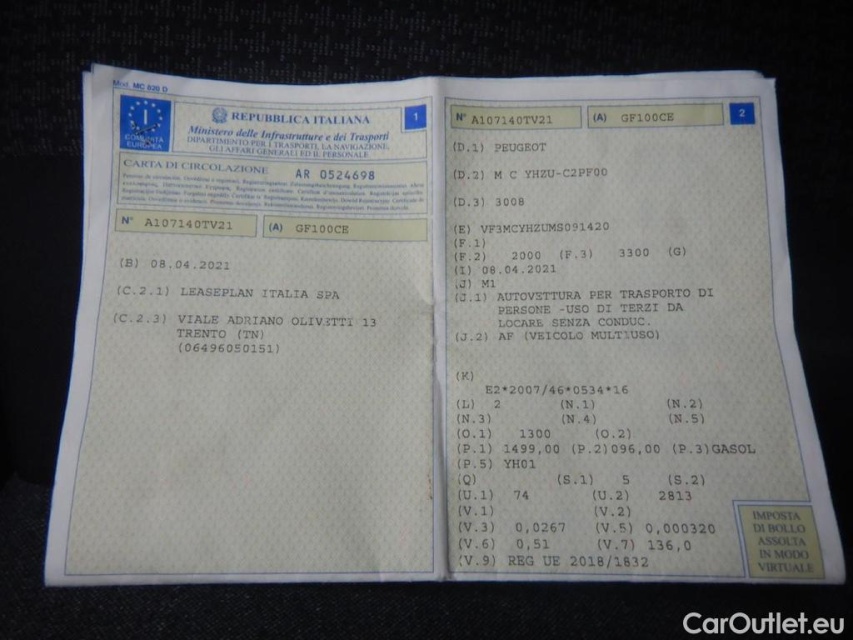 Mod. MC 820 D
I
COMUNITÀ
EUROPEA
REPUBBLICA ITALIANA
1
Ministero delle Infrastrutture e dei Trasporti
DIPARTIMENTO PER I TRASPORTI, LA NAVIGAZIONE,
GLI AFFARI GENERALI ED IL PERSONALE
CARTA DI CIRCOLAZIONE AR 0524698
N° A107140TV21 (A) GF100CE
(B) 08.04.2021
(C.2.1) LEASEPLAN ITALIA SPA
(C.2.3) VIALE ADRIANO OLIVETTI 13
TRENTO (TN)
(06496050151)
N° A107140TV21 (A) GF100CE 2
(D.1) PEUGEOT
(D.2) M C YHZU-C2PF00
(D.3) 3008
(E) VF3MCYHZUMS091420
(F.1)
(F.2) 2000 (F.3) 3300 (G)
(I) 08.04.2021
(J) M1
(J.1) AUTOVETTURA PER TRASPORTO DI
PERSONE -USO DI TERZI DA
LOCARE SENZA CONDUC.
(J.2) AF (VEICOLO MULTIUSO)
(K)
E2*2007/46*0534*16
(L) 2 (N.1) (N.2)
(N.3) (N.4) (N.5)
(O.1) 1300 (O.2)
(P.1) 1499,00 (P.2)096,00 (P.3)GASOL
(P.5) YH01
(Q) (S.1) 5 (S.2)
(U.1) 74 (U.2) 2813
(V.1) (V.2)
(V.3) 0,0267 (V.5) 0,000320
(V.6) 0,51 (V.7) 136,0
(V.9) REG UE 2018/1832
IMPOSTA
DI BOLLO
ASSOLTA
IN MODO
VIRTUALE
CarOutlet.eu